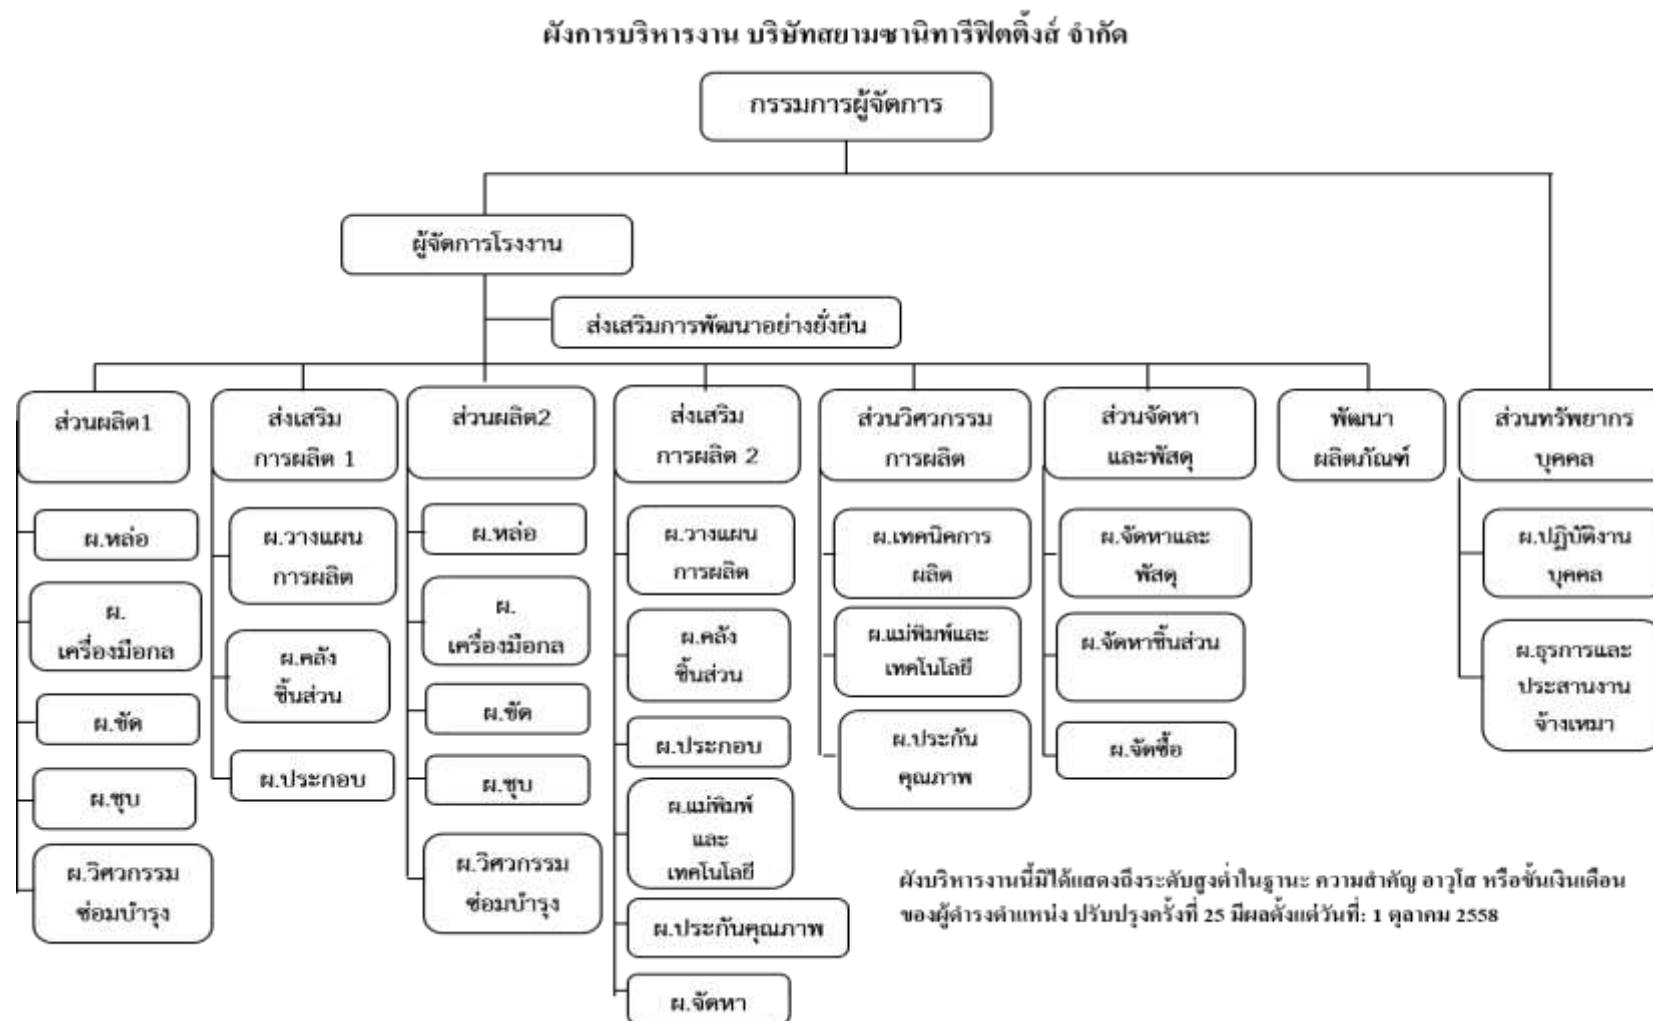 ผังการบริหารงาน บริษัทสยามซานิทารีฟิตติ้งส์ จำกัด
กรรมการผู้จัดการ
ผู้จัดการโรงงาน
ส่งเสริมการพัฒนาอย่างยั่งยืน
ส่วนผลิต1
ผ.หล่อ
ผ.
เครื่องมือกล
ผ.ขัด
ผ.ชุบ
ผ.วิศวกรรม
ซ่อมบำรุง
ส่งเสริม
การผลิต 1
ผ.วางแผน
การผลิต
ผ.คลัง
ชิ้นส่วน
ผ.ประกอบ
ส่วนผลิต2
ผ.หล่อ
ผ.
เครื่องมือกล
ผ.ขัด
ผ.ชุบ
ผ.วิศวกรรม
ซ่อมบำรุง
ส่งเสริม
การผลิต 2
ผ.วางแผน
การผลิต
ผ.คลัง
ชิ้นส่วน
ผ.ประกอบ
ผ.แม่พิมพ์
และ
เทคโนโลยี
ผ.ประกันคุณภาพ
ผ.จัดหา
ส่วนวิศวกรรม
การผลิต
ผ.เทคนิคการ
ผลิต
ผ.แม่พิมพ์และ
เทคโนโลยี
ผ.ประกัน
คุณภาพ
ส่วนจัดหา
และพัสดุ
ผ.จัดหาและ
พัสดุ
ผ.จัดหาชิ้นส่วน
ผ.จัดซื้อ
พัฒนา
ผลิตภัณฑ์
ส่วนทรัพยากร
บุคคล
ผ.ปฏิบัติงาน
บุคคล
ผ.ธุรการและ
ประสานงาน
จ้างเหมา
ผังบริหารงานนี้มิได้แสดงถึงระดับสูงต่ำในฐานะ ความสำคัญ อาวุโส หรือขั้นเงินเดือน
ของผู้ดำรงตำแหน่ง ปรับปรุงครั้งที่ 25 มีผลตั้งแต่วันที่: 1 ตุลาคม 2558